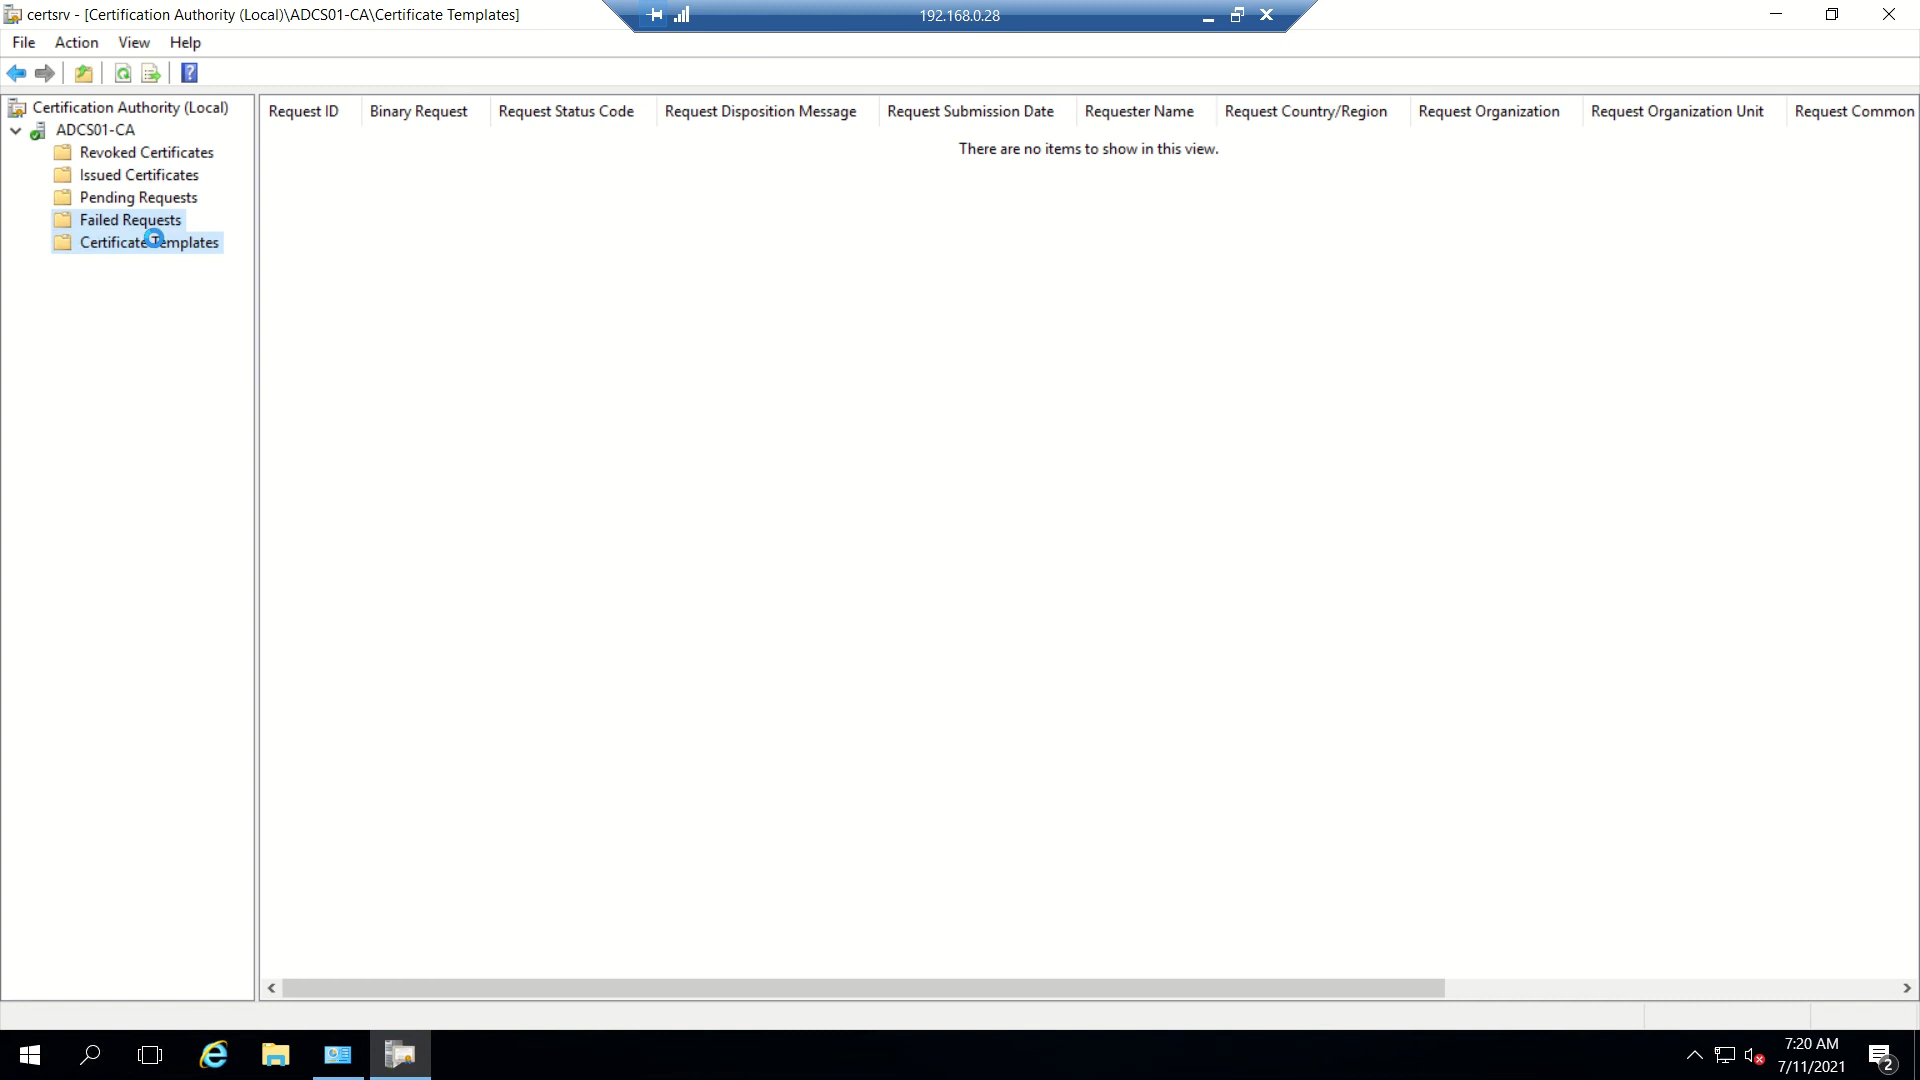 certsrv - [Certification Authority (Local)\ADCS01-CA\Certificate Templates]
192.168.0.28
File Action View Help
Certification Authority (Local)
ADCS01-CA
Revoked Certificates
Issued Certificates
Pending Requests
Failed Requests
Certificate Templates
Request ID Binary Request Request Status Code Request Disposition Message Request Submission Date Requester Name Request Country/Region Request Organization Request Organization Unit Request Common
There are no items to show in this view.
7:20 AM
7/11/2021
2